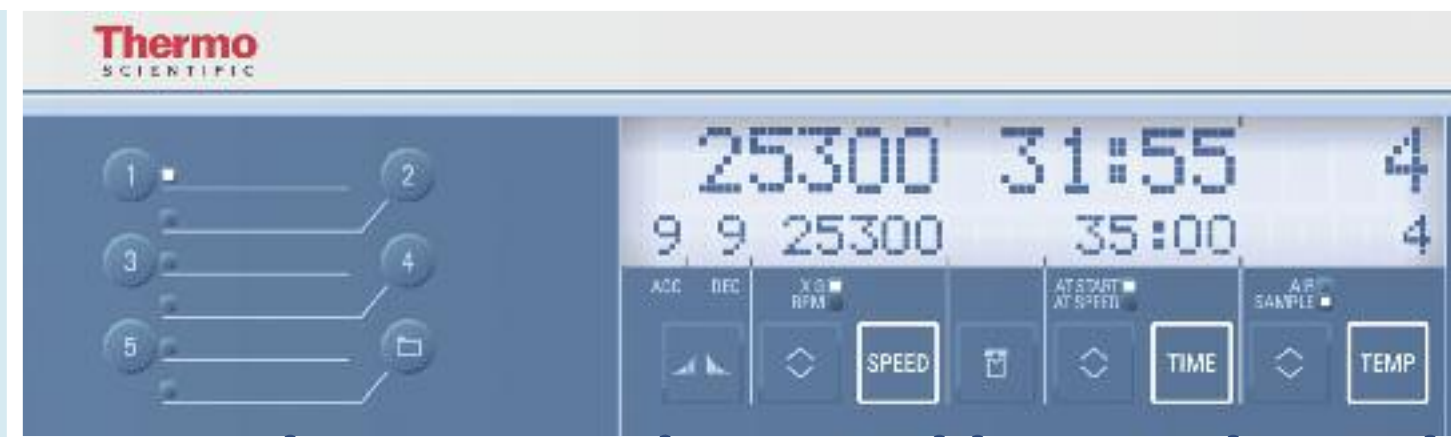 Thermo
SCIENTIFIC
1
2
3
4
5
25300 31:55 4
9 9 25300 35:00 4
ACC DEC
X G
RPM
AT START
AT SPEED
AIR
SAMPLE
SPEED
TIME
TEMP